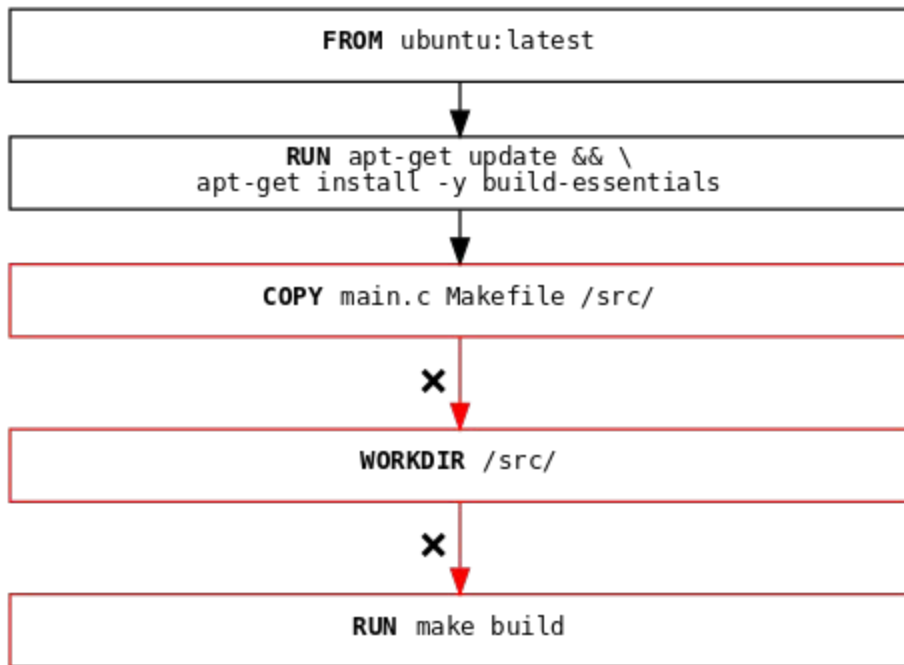 FROM ubuntu:latest
RUN apt-get update && \
apt-get install -y build-essentials
COPY main.c Makefile /src/
WORKDIR /src/
RUN make build